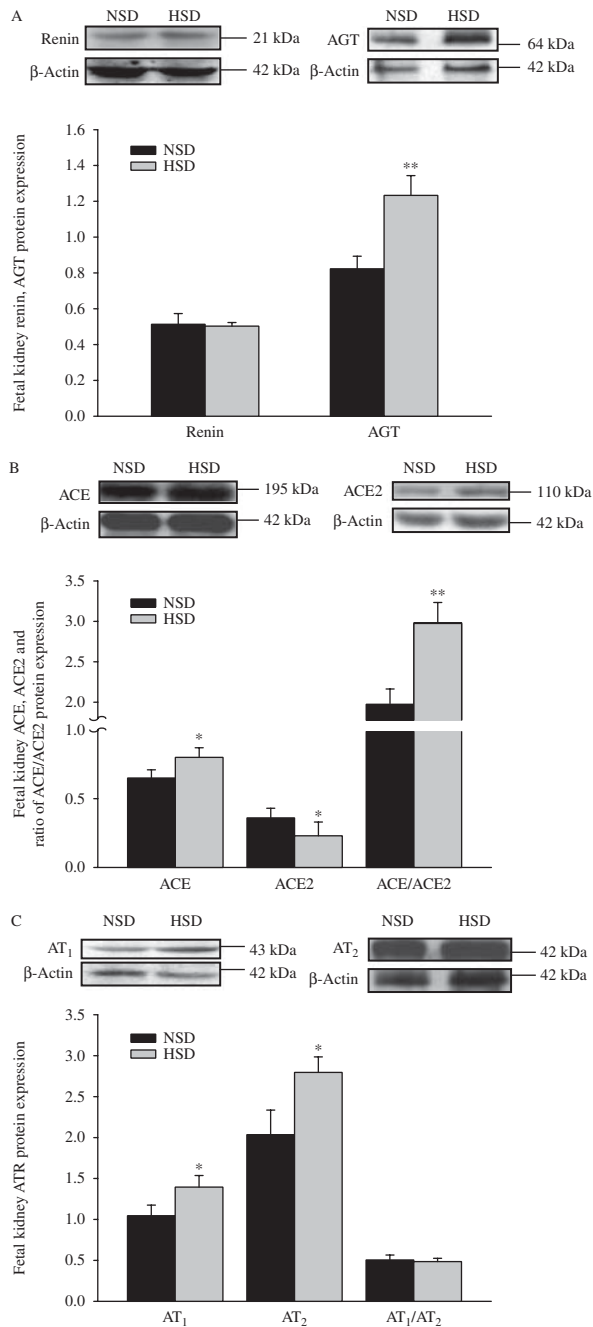 A
NSD HSD
Renin 21 kDa
β-Actin 42 kDa
NSD HSD
AGT 64 kDa
β-Actin 42 kDa
Fetal kidney renin, AGT protein expression
1.6
1.4
1.2
1.0
0.8
0.6
0.4
0.2
0.0
NSD
HSD
**
Renin AGT
B
NSD HSD
ACE 195 kDa
β-Actin 42 kDa
NSD HSD
ACE2 110 kDa
β-Actin 42 kDa
Fetal kidney ACE, ACE2 and
ratio of ACE/ACE2 protein expression
3.5
3.0
2.5
2.0
1.0
0.5
0.0
NSD
HSD
*
*
**
ACE ACE2 ACE/ACE2
C
NSD HSD
AT₁ 43 kDa
β-Actin 42 kDa
NSD HSD
AT₂ 42 kDa
β-Actin 42 kDa
Fetal kidney ATR protein expression
3.5
3.0
2.5
2.0
1.5
1.0
0.5
0.0
NSD
HSD
*
*
AT₁ AT₂ AT₁/AT₂